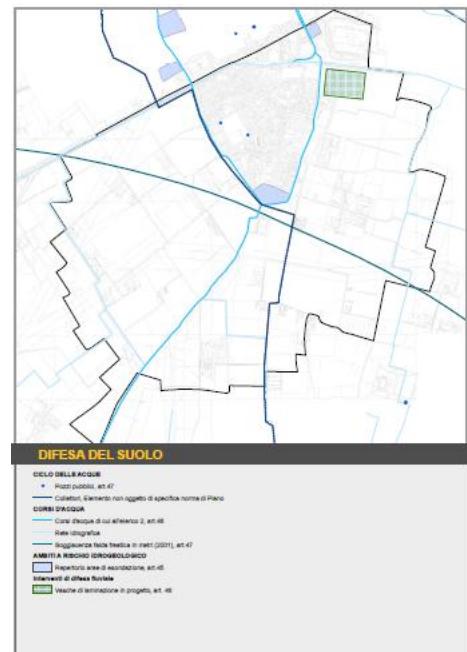 DIFESA DEL SUOLO
CICLO DELLE ACQUE
Pozzi pubblici, art.47
Collettori, Elemento non oggetto di specifica norma di Piano
CORSI D'ACQUA
Corsi d'acqua di cui all'elenco 2, art.46
Rete idrografica
Soggiacenza falda freatica in metri (2001), art.47
AMBITI A RISCHIO IDROGEOLOGICO
Repertorio aree di esondazione, art.45
Interventi di difesa fluviale
Vasche di laminazione in progetto, art. 46